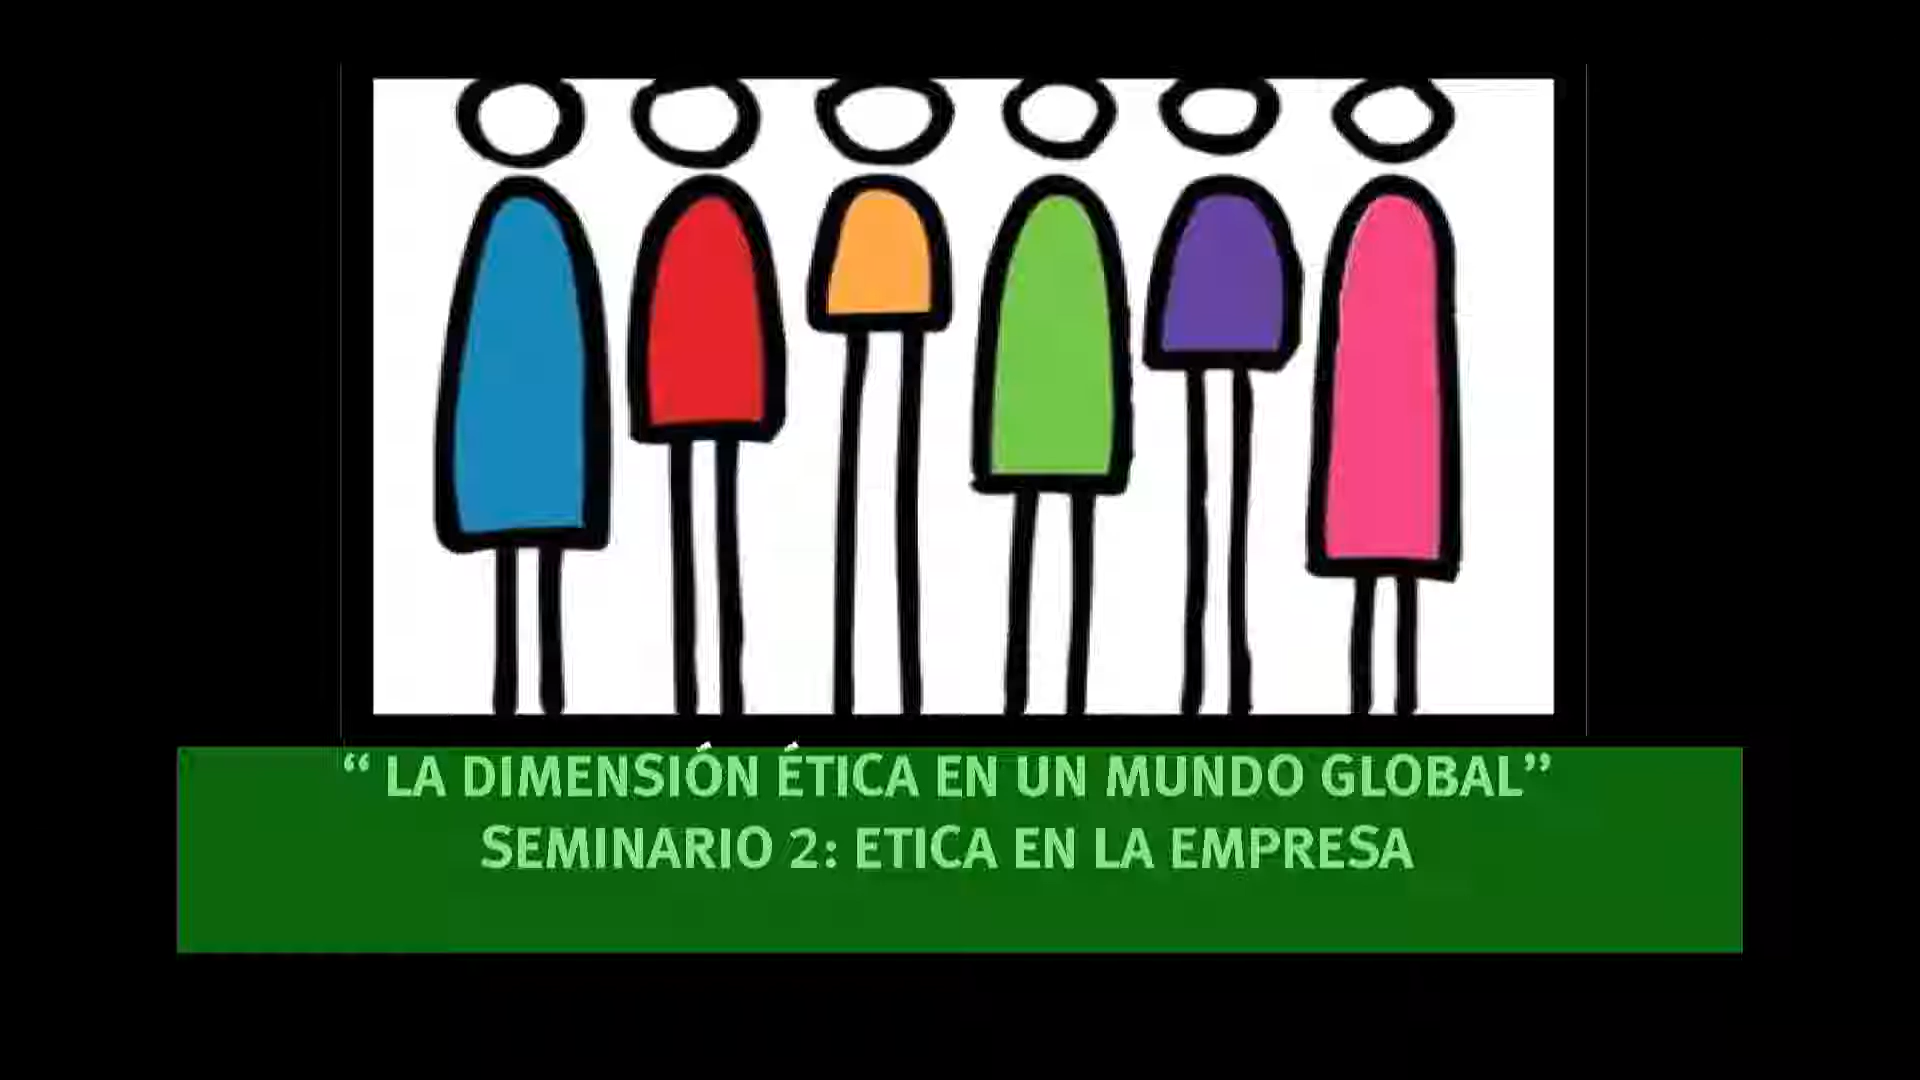 “ LA DIMENSIÓN ÉTICA EN UN MUNDO GLOBAL”
SEMINARIO 2: ETICA EN LA EMPRESA